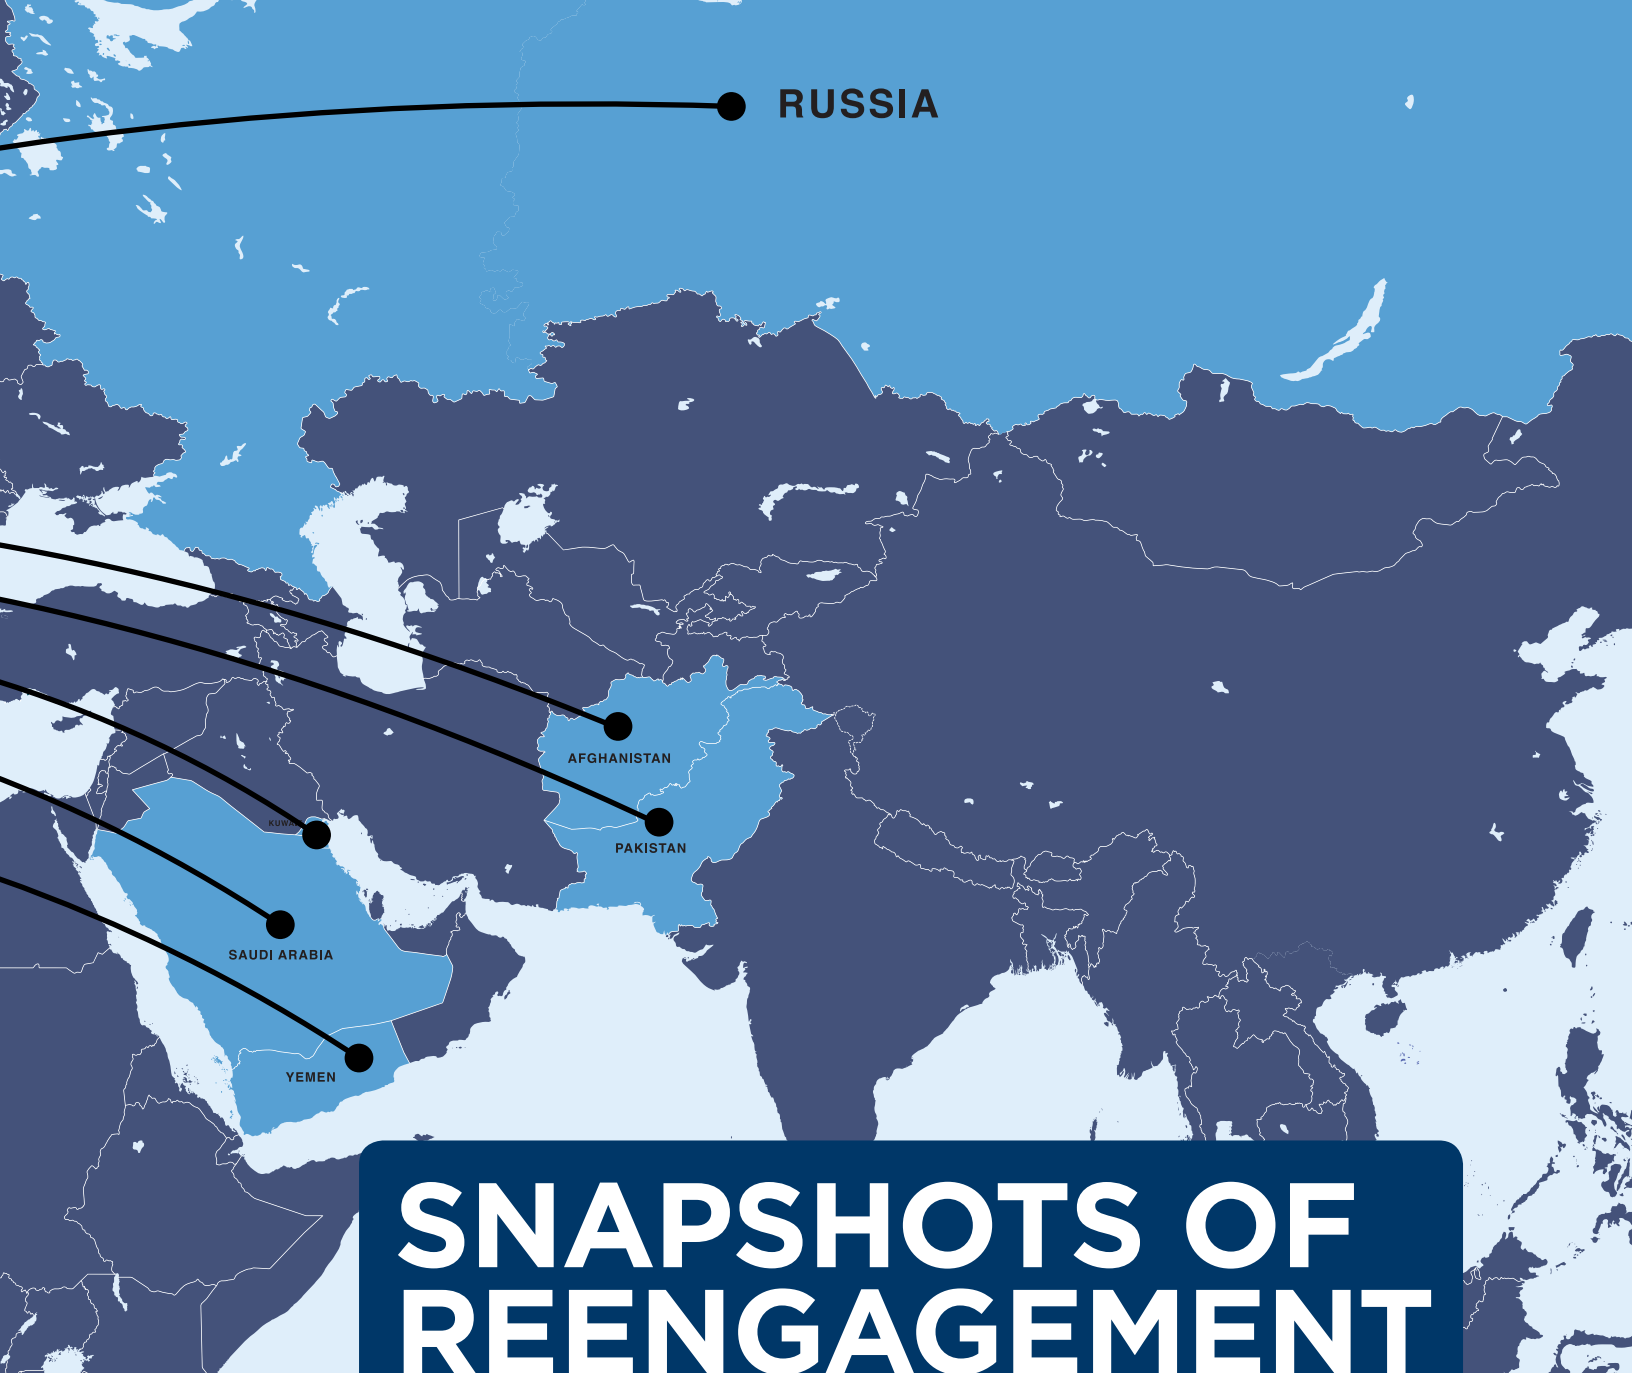 RUSSIA
AFGHANISTAN
PAKISTAN
SAUDI ARABIA
YEMEN
SNAPSHOTS OF
REENGAGEMENT